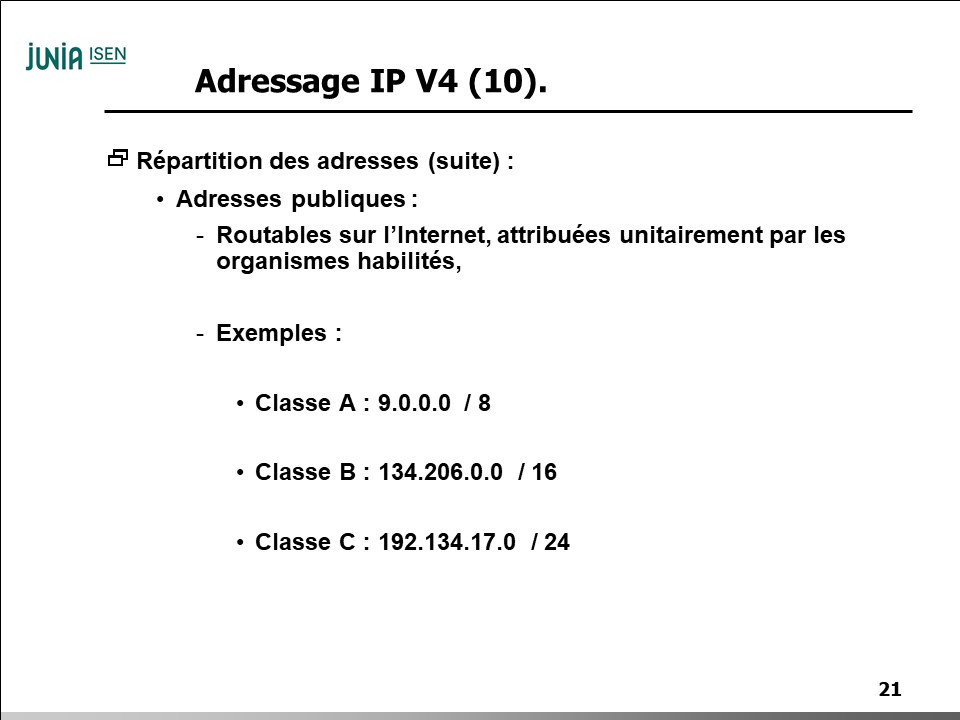 JUNIA ISEN
Adressage IP V4 (10).
Répartition des adresses (suite) :
• Adresses publiques :
- Routables sur l’Internet, attribuées unitairement par les
organismes habilités,
- Exemples :
• Classe A : 9.0.0.0 / 8
• Classe B : 134.206.0.0 / 16
• Classe C : 192.134.17.0 / 24
21